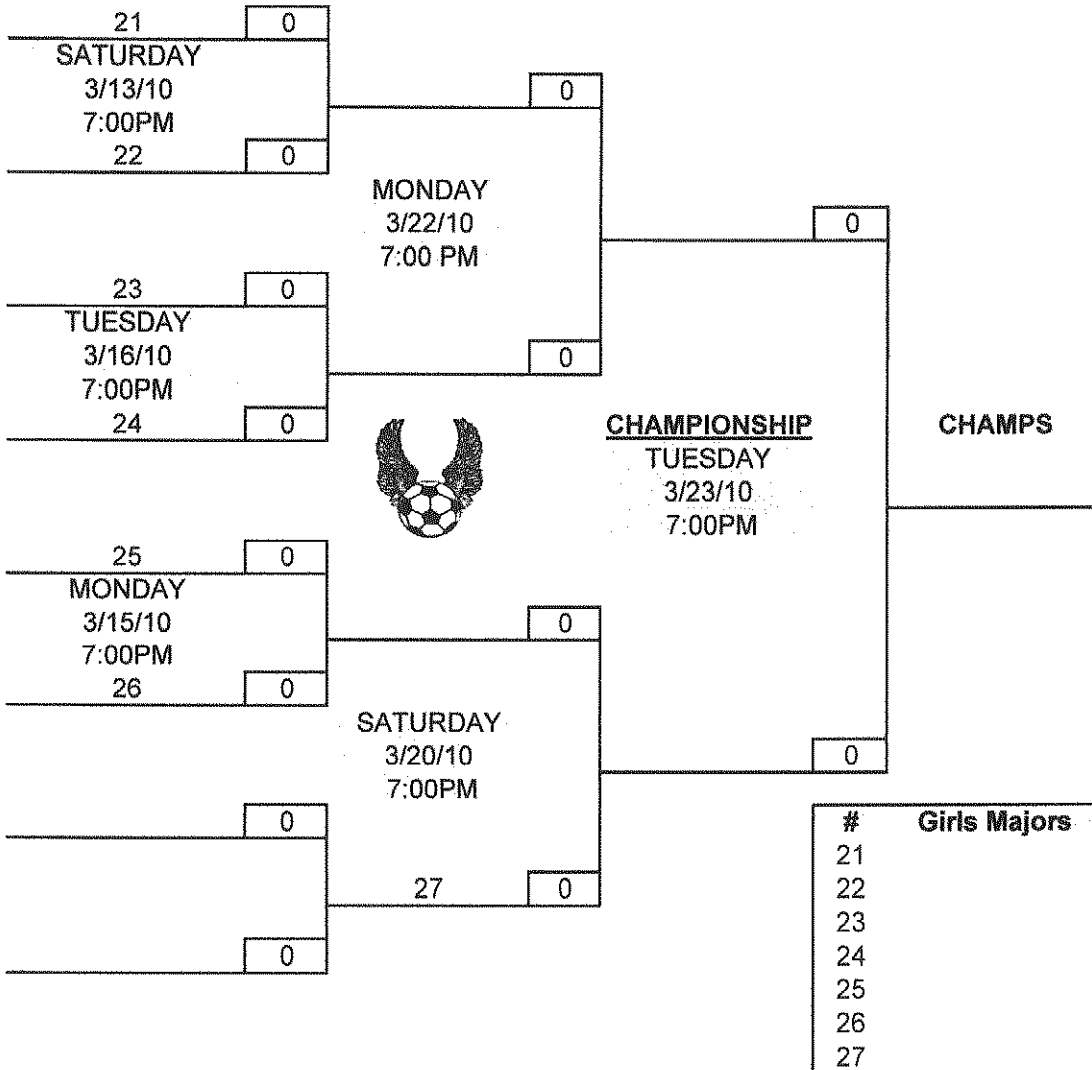 21 0
SATURDAY
3/13/10
7:00PM
22 0
0
MONDAY
3/22/10
7:00 PM
0
23 0
TUESDAY
3/16/10
7:00PM
24 0
0
CHAMPIONSHIP
TUESDAY
3/23/10
7:00PM
CHAMPS
25 0
MONDAY
3/15/10
7:00PM
26 0
0
SATURDAY
3/20/10
7:00PM
27 0
0
0
0
# Girls Majors
21
22
23
24
25
26
27